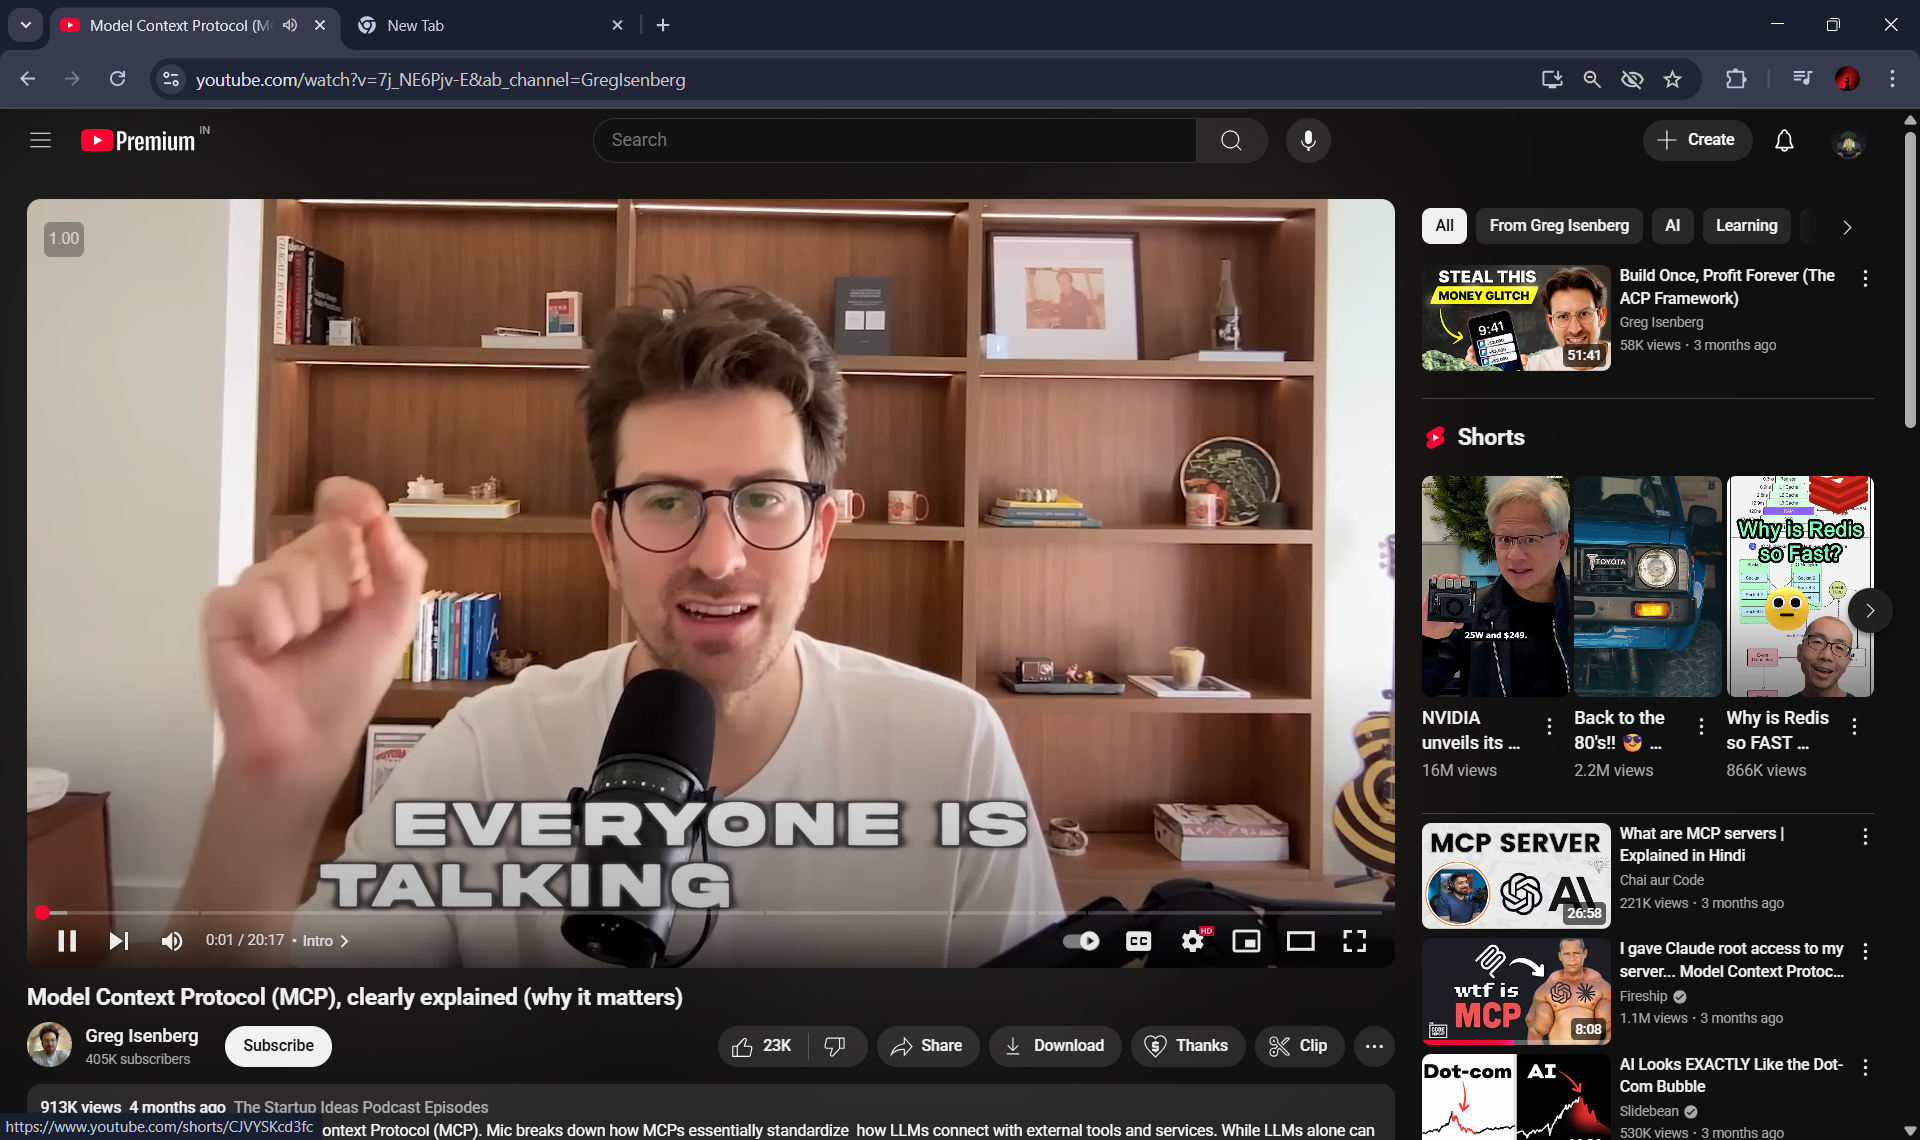 Model Context Protocol (MC
New Tab
youtube.com/watch?v=7j_NE6Pjv-E&ab_channel=GregIsenberg
Premium IN
Search
Create
1.00
EVERYONE IS
TALKING
0:01 / 20:17 • Intro
CC
HD
Model Context Protocol (MCP), clearly explained (why it matters)
Greg Isenberg
405K subscribers
Subscribe
23K
Share
Download
Thanks
Clip
913K views 4 months ago The Startup Ideas Podcast Episodes
ontext Protocol (MCP). Mic breaks down how MCPs essentially standardize how LLMs connect with external tools and services. While LLMs alone can
https://www.youtube.com/shorts/CJVYSKcd3fc
All
From Greg Isenberg
AI
Learning
STEAL THIS
MONEY GLITCH
9:41
51:41
Build Once, Profit Forever (The
ACP Framework)
Greg Isenberg
58K views • 3 months ago
Shorts
25W and $249.
TOYOTA
Why is Redis
so Fast?
NVIDIA
unveils its ...
16M views
Back to the
80's!! 😎 ...
2.2M views
Why is Redis
so FAST ...
866K views
MCP SERVER
AI
26:58
What are MCP servers |
Explained in Hindi
Chai aur Code
221K views • 3 months ago
wtf is
MCP
8:08
I gave Claude root access to my
server... Model Context Protoc...
Fireship
1.1M views • 3 months ago
Dot-com
AI
AI Looks EXACTLY Like the Dot-
Com Bubble
Slidebean
530K views • 3 months ago